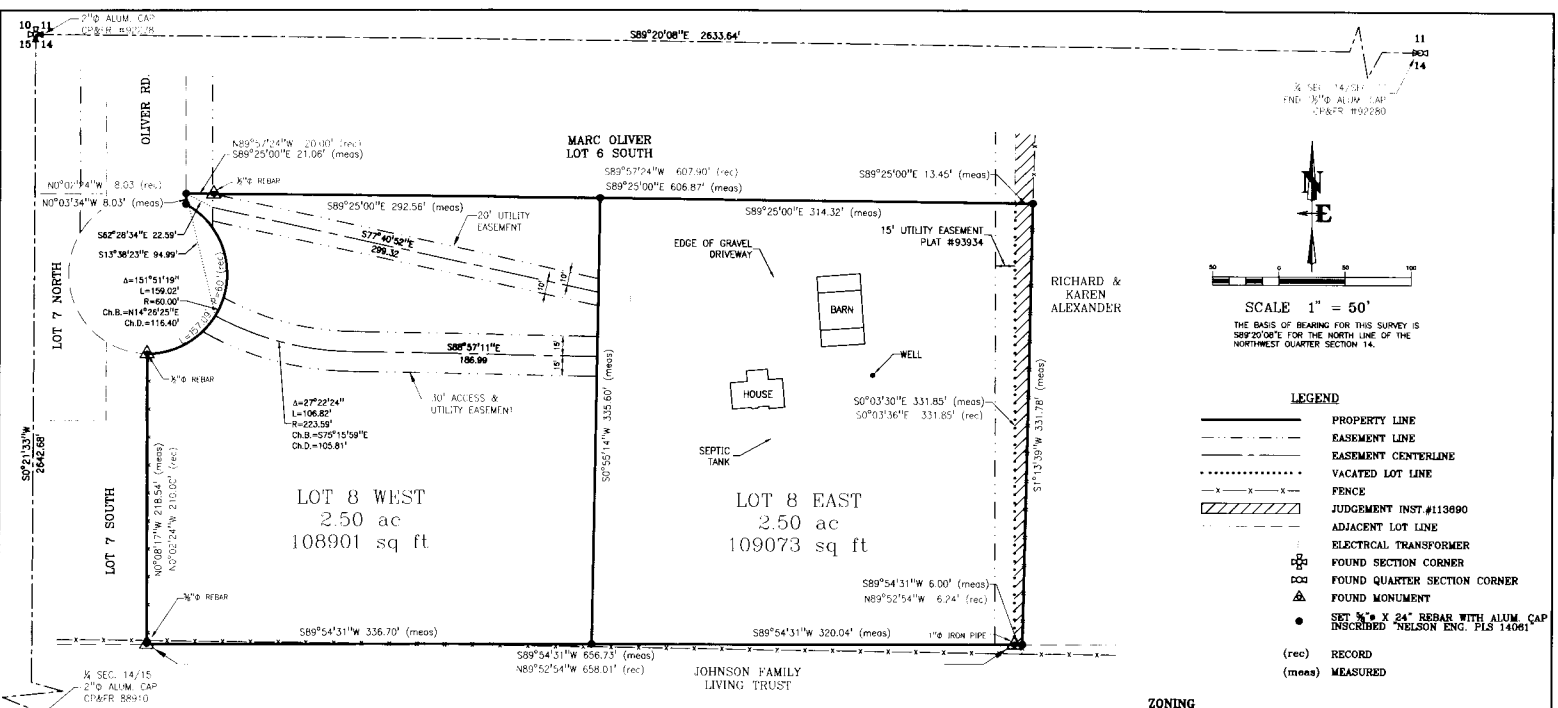 10 11
15 14
2"Φ ALUM. CAP
CP&FR #92278
S89°20'08"E 2633.64'
11
14
¼ SEC. 14/SEC. 11
END ½"Φ ALUM. CAP
CP&FR #92280
OLIVER RD.
N89°57'24"W 20.00' (rec)
S89°25'00"E 21.06' (meas)
MARC OLIVER
LOT 6 SOUTH
S89°57'24"W 607.90' (rec)
S89°25'00"E 606.87' (meas)
S89°25'00"E 13.45' (meas)
N0°02'24"W 8.03 (rec)
N0°03'34"W 8.03' (meas)
REBAR
S89°25'00"E 292.56' (meas)
S89°25'00"E 314.32' (meas)
20' UTILITY
EASEMENT
S62°28'34"E 22.59'
S13°38'23"E 94.99'
S77°40'52"E
299.32
10'
10'
Δ=151°51'19"
L=159.02'
R=60.00'
Ch.B.=N14°26'25"E
Ch.D.=116.40'
R=60'(rec)
L=157.09'
LOT 7 NORTH
EDGE OF GRAVEL
DRIVEWAY
15' UTILITY EASEMENT
PLAT #93934
BARN
RICHARD &
KAREN
ALEXANDER
N
E
50 0 50 100
SCALE 1" = 50'
THE BASIS OF BEARING FOR THIS SURVEY IS
S89°20'08"E FOR THE NORTH LINE OF THE
NORTHWEST QUARTER SECTION 14.
S88°57'11"E
186.99
15'
15'
REBAR
30' ACCESS &
UTILITY EASEMENT
Δ=27°22'24"
L=106.82'
R=223.59'
Ch.B.=S75°15'59"E
Ch.D.=105.81'
WELL
HOUSE
SEPTIC
TANK
S0°03'30"E 331.85' (meas)
S0°03'36"E 331.85' (rec)
S0°55'14"W 335.60' (meas)
S1°13'39"W 331.78' (meas)
S0°21'33"W
2642.68'
LOT 7 SOUTH
N0°08'17"W 218.54' (meas)
N0°02'24"W 219.00' (rec)
LOT 8 WEST
2.50 ac
108901 sq ft
LOT 8 EAST
2.50 ac
109073 sq ft
S89°54'31"W 6.00' (meas)
N89°52'54"W 6.24' (rec)
REBAR
S89°54'31"W 336.70' (meas)
S89°54'31"W 320.04' (meas)
1"Φ IRON PIPE
S89°54'31"W 656.73' (meas)
N89°52'54"W 658.01' (rec)
JOHNSON FAMILY
LIVING TRUST
¼ SEC. 14/15
2"Φ ALUM. CAP
CP&FR 88910
LEGEND
PROPERTY LINE
EASEMENT LINE
EASEMENT CENTERLINE
VACATED LOT LINE
FENCE
JUDGEMENT INST.#113690
ADJACENT LOT LINE
ELECTRCAL TRANSFORMER
FOUND SECTION CORNER
FOUND QUARTER SECTION CORNER
FOUND MONUMENT
SET ⅝"Φ X 24" REBAR WITH ALUM. CAP
INSCRIBED "NELSON ENG. PLS 14061"
(rec) RECORD
(meas) MEASURED
ZONING